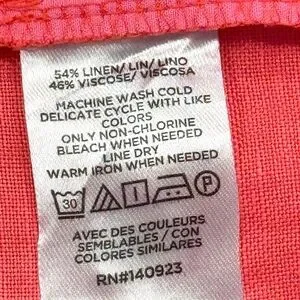 54% LINEN/ LIN/ LINO
46% VISCOSE/ VISCOSA
MACHINE WASH COLD
DELICATE CYCLE WITH LIKE
COLORS
ONLY NON-CHLORINE
BLEACH WHEN NEEDED
LINE DRY
WARM IRON WHEN NEEDED
30 P
AVEC DES COULEURS
SEMBLABLES / CON
COLORES SIMILARES
RN#140923